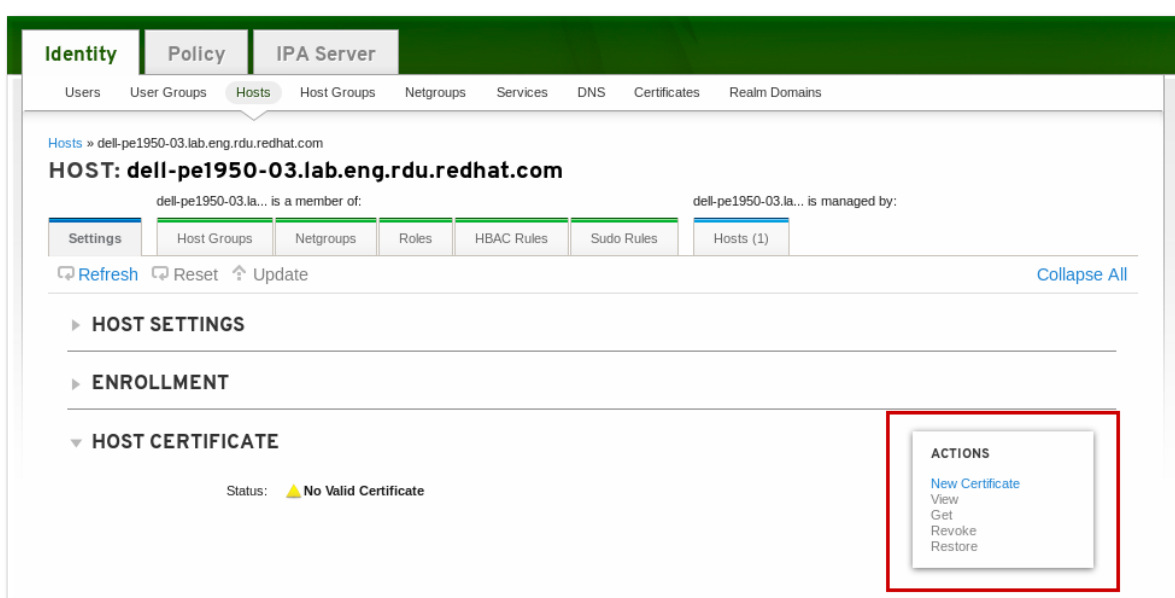 Identity Policy IPA Server
Users User Groups Hosts Host Groups Netgroups Services DNS Certificates Realm Domains
Hosts » dell-pe1950-03.lab.eng.rdu.redhat.com
HOST: dell-pe1950-03.lab.eng.rdu.redhat.com
dell-pe1950-03.la... is a member of: dell-pe1950-03.la... is managed by:
Settings Host Groups Netgroups Roles HBAC Rules Sudo Rules Hosts (1)
Refresh Reset Update Collapse All
HOST SETTINGS
ENROLLMENT
HOST CERTIFICATE
Status: No Valid Certificate
ACTIONS
New Certificate
View
Get
Revoke
Restore